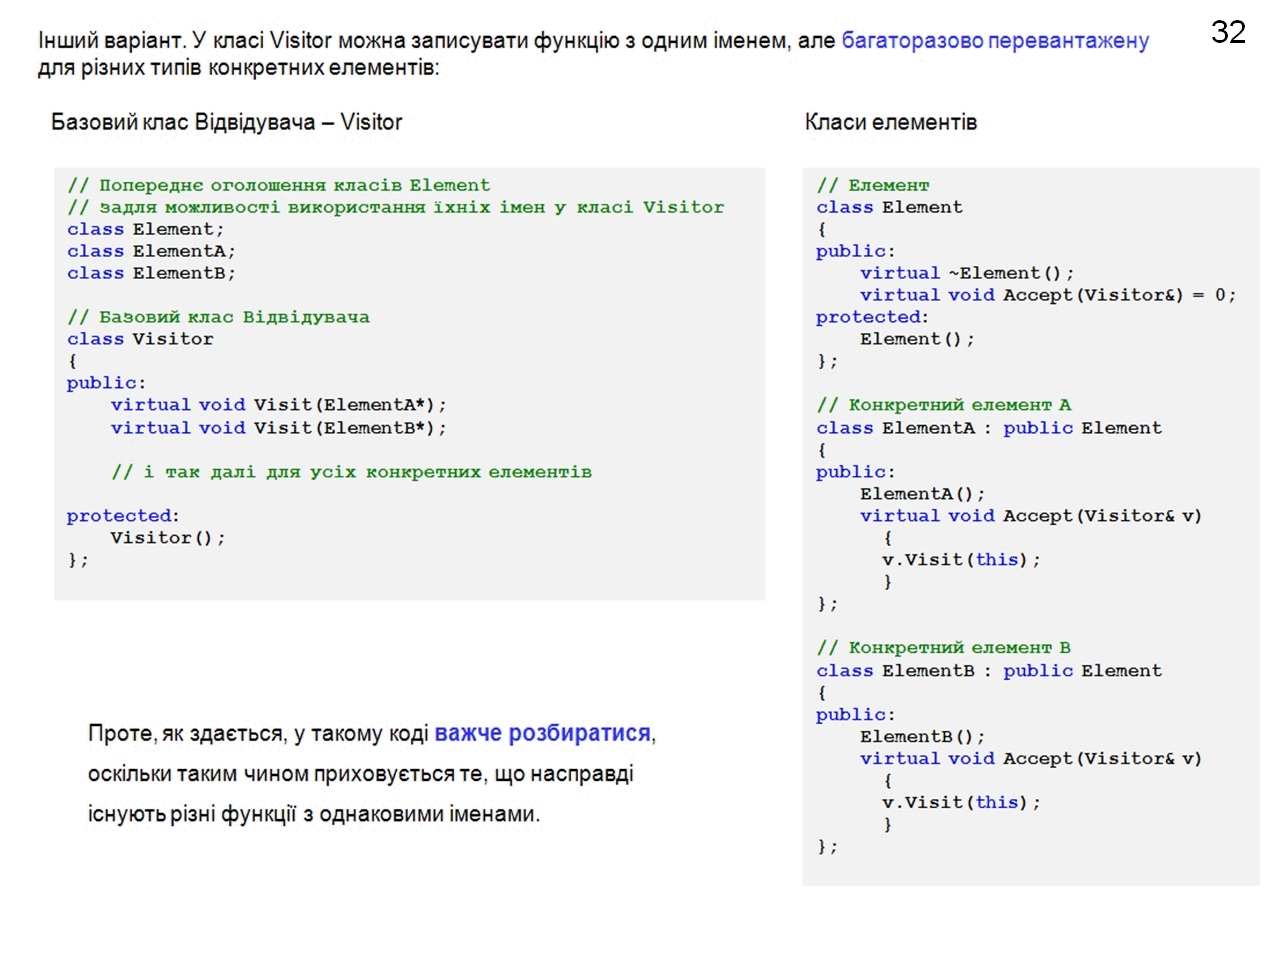 32
Інший варіант. У класі Visitor можна записувати функцію з одним іменем, але багаторазово перевантажену
для різних типів конкретних елементів:
Базовий клас Відвідувача – Visitor
// Попереднє оголошення класів Element
// задля можливості використання їхніх імен у класі Visitor
class Element;
class ElementA;
class ElementB;
// Базовий клас Відвідувача
class Visitor
{
public:
virtual void Visit(ElementA*);
virtual void Visit(ElementB*);
// і так далі для усіх конкретних елементів
protected:
Visitor();
};
Проте, як здається, у такому коді важче розбиратися,
оскільки таким чином приховується те, що насправді
існують різні функції з однаковими іменами.
Класи елементів
// Елемент
class Element
{
public:
virtual ~Element();
virtual void Accept(Visitor&) = 0;
protected:
Element();
};
// Конкретний елемент A
class ElementA : public Element
{
public:
ElementA();
virtual void Accept(Visitor& v)
{
v.Visit(this);
}
};
// Конкретний елемент B
class ElementB : public Element
{
public:
ElementB();
virtual void Accept(Visitor& v)
{
v.Visit(this);
}
};